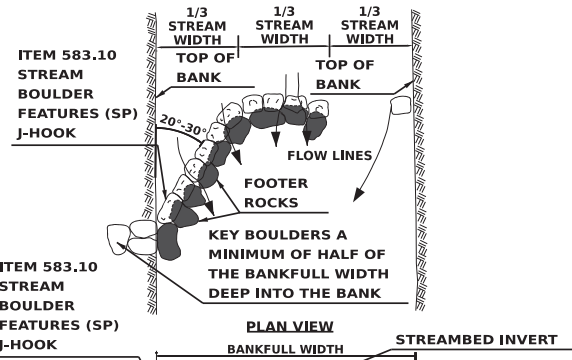 1/3
STREAM
WIDTH
1/3
STREAM
WIDTH
1/3
STREAM
WIDTH
ITEM 583.10
STREAM
BOULDER
FEATURES (SP)
J-HOOK
TOP OF
BANK
TOP OF
BANK
20°-30°
FLOW LINES
FOOTER
ROCKS
KEY BOULDERS A
MINIMUM OF HALF OF
THE BANKFULL WIDTH
DEEP INTO THE BANK
ITEM 583.10
STREAM
BOULDER
FEATURES (SP)
J-HOOK
PLAN VIEW
BANKFULL WIDTH
STREAMBED INVERT